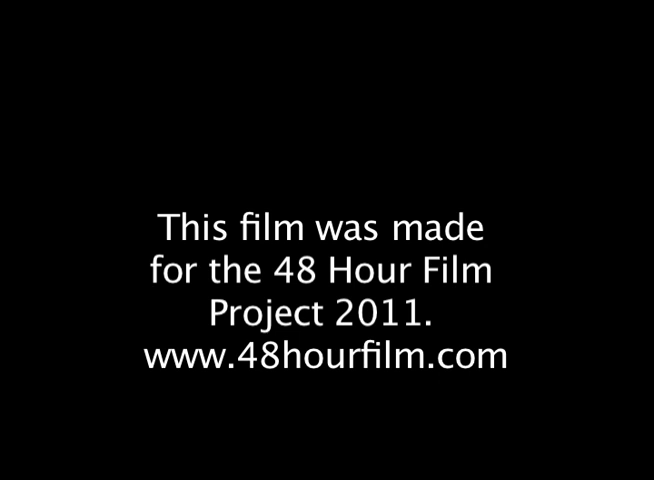 This film was made
for the 48 Hour Film
Project 2011.
www.48hourfilm.com